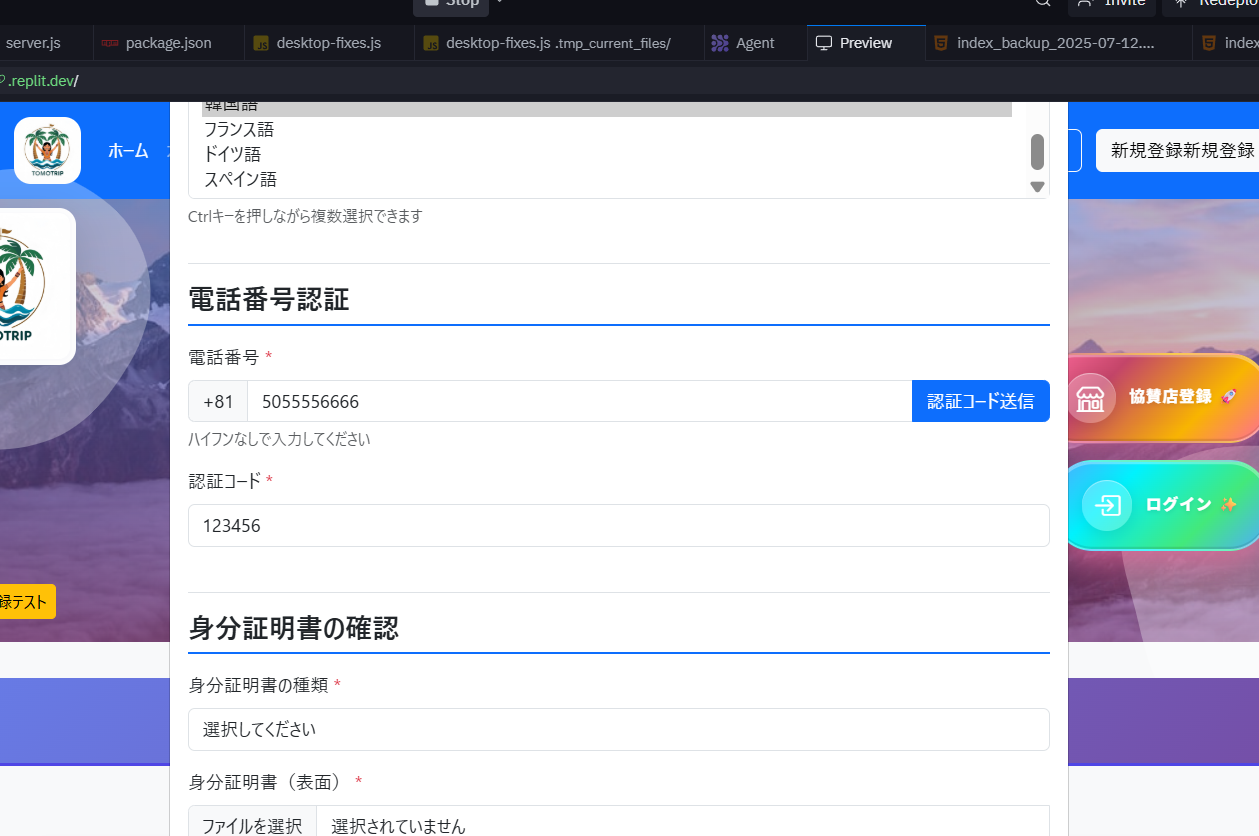 Stop
Invite
server.js
package.json
desktop-fixes.js
desktop-fixes.js .tmp_current_files/
Agent
Preview
index_backup_2025-07-12....
index
.replit.dev/
TOMOTRIP
ホーム
新規登録新規登録
韓国語
フランス語
ドイツ語
スペイン語
Ctrlキーを押しながら複数選択できます
電話番号認証
電話番号 *
+81
5055556666
認証コード送信
ハイフンなしで入力してください
認証コード *
123456
協賛店登録 🚀
ログイン ✨
録テスト
身分証明書の確認
身分証明書の種類 *
選択してください
身分証明書（表面） *
ファイルを選択
選択されていません